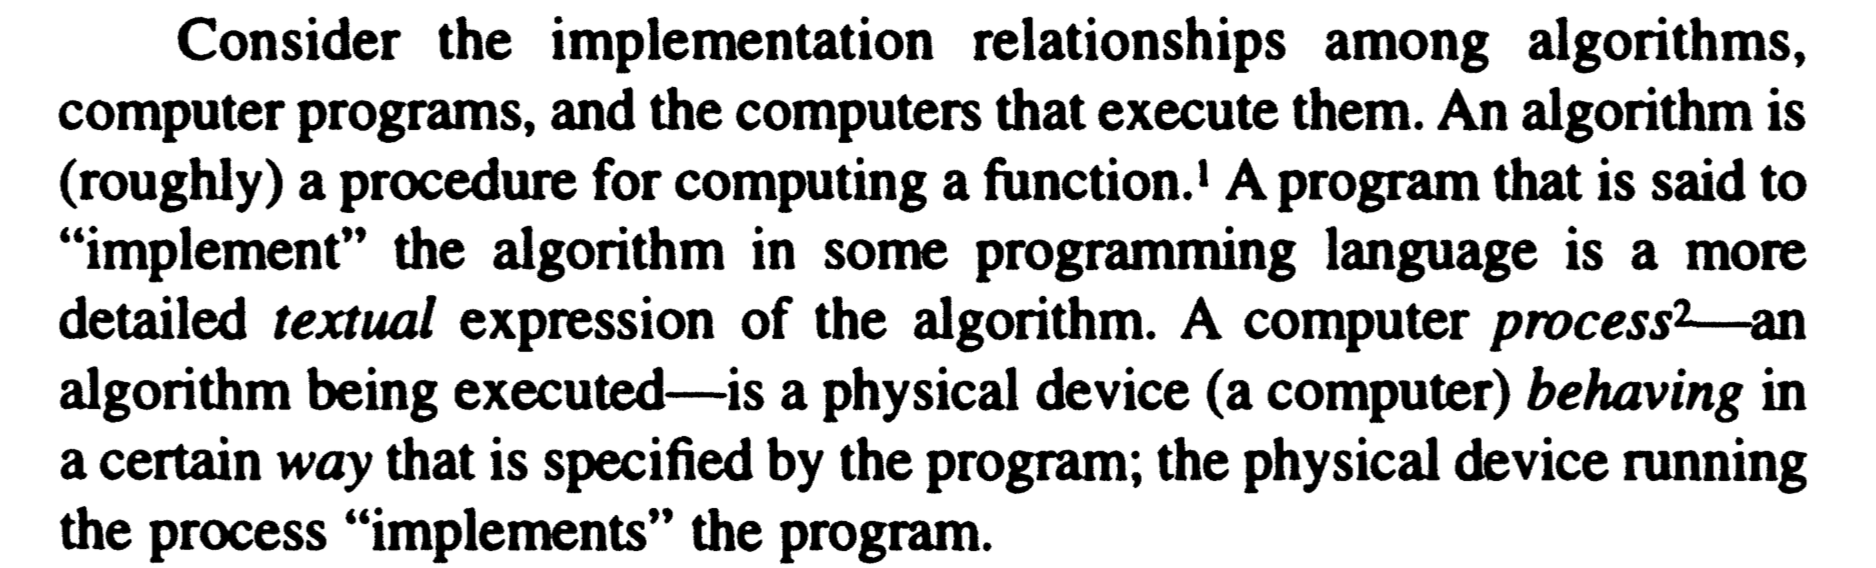 Consider the implementation relationships among algorithms,
computer programs, and the computers that execute them. An algorithm is
(roughly) a procedure for computing a function.¹ A program that is said to
“implement” the algorithm in some programming language is a more
detailed textual expression of the algorithm. A computer process²—an
algorithm being executed—is a physical device (a computer) behaving in
a certain way that is specified by the program; the physical device running
the process “implements” the program.